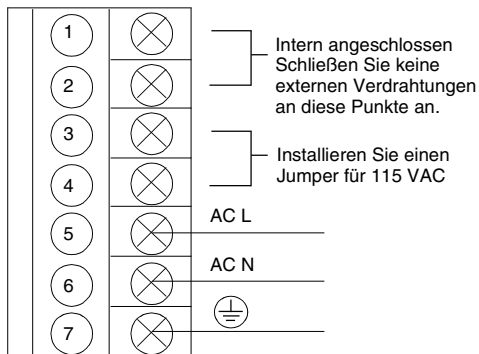 1
Intern angeschlossen
Schließen Sie keine
2
externen Verdrahtungen
an diese Punkte an.
3
Installieren Sie einen
Jumper für 115 VAC
4
AC L
5
AC N
6
7